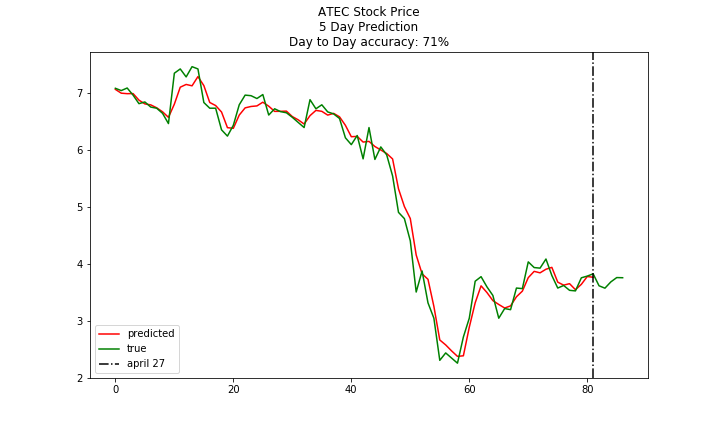 ATEC Stock Price
5 Day Prediction
Day to Day accuracy: 71%
7
6
5
4
3
2
predicted
true
april 27
0
20
40
60
80